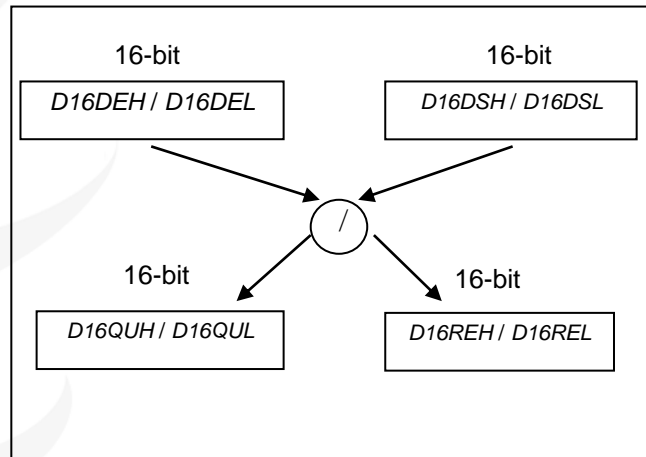 16-bit
16-bit
D16DEH / D16DEL
D16DSH / D16DSL
/
16-bit
16-bit
D16QUH / D16QUL
D16REH / D16REL